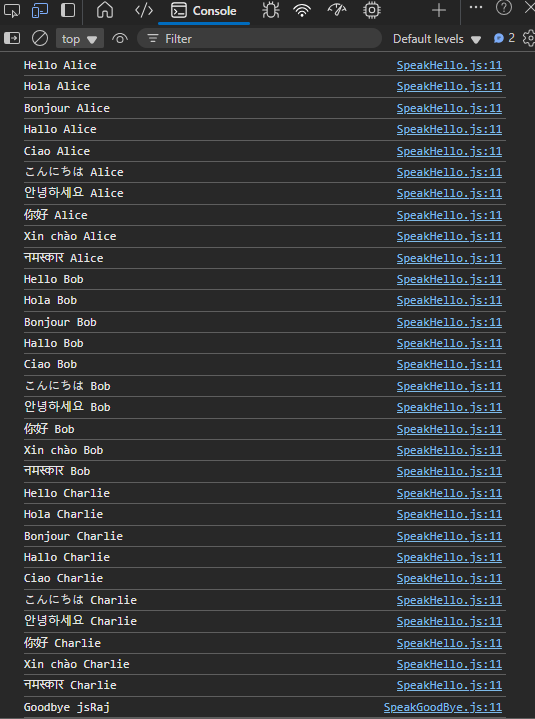 Console
top Filter Default levels 2
Hello Alice SpeakHello.js:11
Hola Alice SpeakHello.js:11
Bonjour Alice SpeakHello.js:11
Hallo Alice SpeakHello.js:11
Ciao Alice SpeakHello.js:11
こんにちは Alice SpeakHello.js:11
안녕하세요 Alice SpeakHello.js:11
你好 Alice SpeakHello.js:11
Xin chào Alice SpeakHello.js:11
नमस्कार Alice SpeakHello.js:11
Hello Bob SpeakHello.js:11
Hola Bob SpeakHello.js:11
Bonjour Bob SpeakHello.js:11
Hallo Bob SpeakHello.js:11
Ciao Bob SpeakHello.js:11
こんにちは Bob SpeakHello.js:11
안녕하세요 Bob SpeakHello.js:11
你好 Bob SpeakHello.js:11
Xin chào Bob SpeakHello.js:11
नमस्कार Bob SpeakHello.js:11
Hello Charlie SpeakHello.js:11
Hola Charlie SpeakHello.js:11
Bonjour Charlie SpeakHello.js:11
Hallo Charlie SpeakHello.js:11
Ciao Charlie SpeakHello.js:11
こんにちは Charlie SpeakHello.js:11
안녕하세요 Charlie SpeakHello.js:11
你好 Charlie SpeakHello.js:11
Xin chào Charlie SpeakHello.js:11
नमस्कार Charlie SpeakHello.js:11
Goodbye jsRaj SpeakGoodBye.js:11